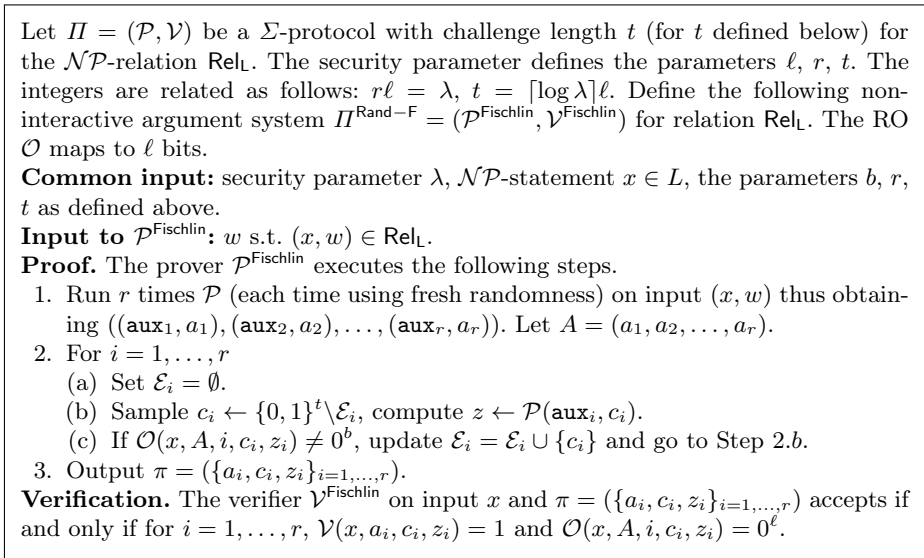 Let Π = (𝒫, 𝒱) be a Σ-protocol with challenge length t (for t defined below) for
the 𝒩𝒫-relation Rel_L. The security parameter defines the parameters ℓ, r, t. The
integers are related as follows: rℓ = λ, t = ⌈log λ⌉ℓ. Define the following non-
interactive argument system Π^Rand−F = (𝒫^Fischlin, 𝒱^Fischlin) for relation Rel_L. The RO
𝒪 maps to ℓ bits.
Common input: security parameter λ, 𝒩𝒫-statement x ∈ L, the parameters b, r,
t as defined above.
Input to 𝒫^Fischlin: w s.t. (x, w) ∈ Rel_L.
Proof. The prover 𝒫^Fischlin executes the following steps.
1. Run r times 𝒫 (each time using fresh randomness) on input (x, w) thus obtain-
ing ((aux_1, a_1), (aux_2, a_2), . . . , (aux_r, a_r)). Let A = (a_1, a_2, . . . , a_r).
2. For i = 1, . . . , r
(a) Set ℰ_i = ∅.
(b) Sample c_i ← {0, 1}^t\ℰ_i, compute z ← 𝒫(aux_i, c_i).
(c) If 𝒪(x, A, i, c_i, z_i) ≠ 0^b, update ℰ_i = ℰ_i ∪ {c_i} and go to Step 2.b.
3. Output π = ({a_i, c_i, z_i}_{i=1,...,r}).
Verification. The verifier 𝒱^Fischlin on input x and π = ({a_i, c_i, z_i}_{i=1,...,r}) accepts if
and only if for i = 1, . . . , r, 𝒱(x, a_i, c_i, z_i) = 1 and 𝒪(x, A, i, c_i, z_i) = 0^ℓ.